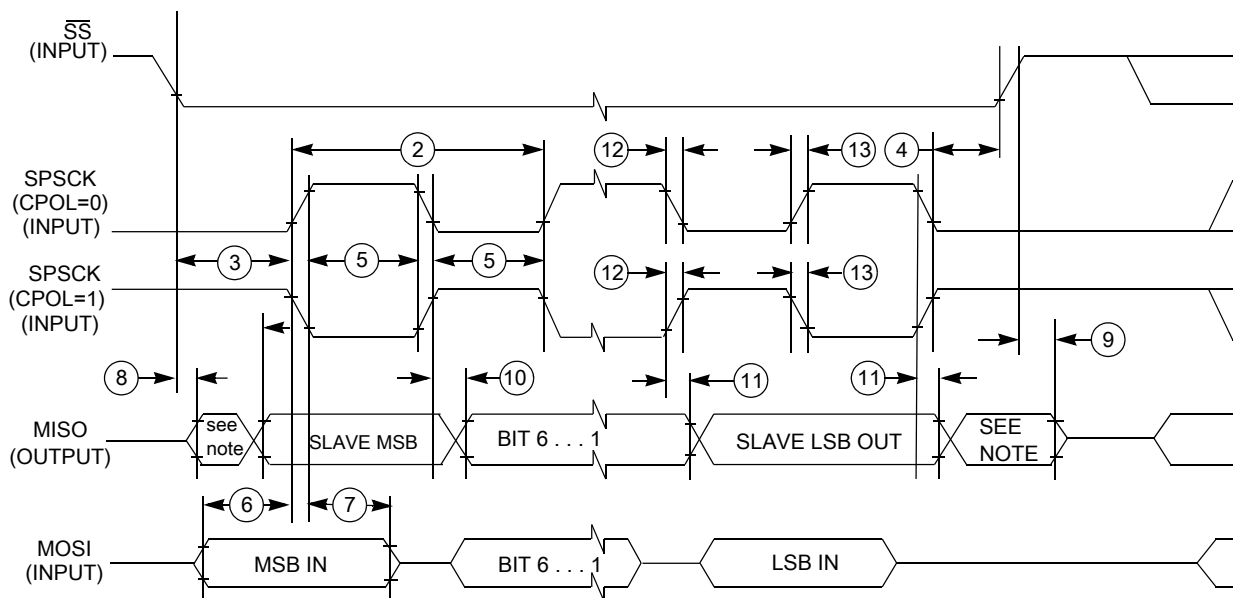 SS
(INPUT)
2
12
13
4
SPSCK
(CPOL=0)
(INPUT)
3
5
5
SPSCK
(CPOL=1)
(INPUT)
12
13
8
10
11
11
9
MISO
(OUTPUT)
see
note
SLAVE MSB
BIT 6 . . . 1
SLAVE LSB OUT
SEE
NOTE
6
7
MOSI
(INPUT)
MSB IN
BIT 6 . . . 1
LSB IN